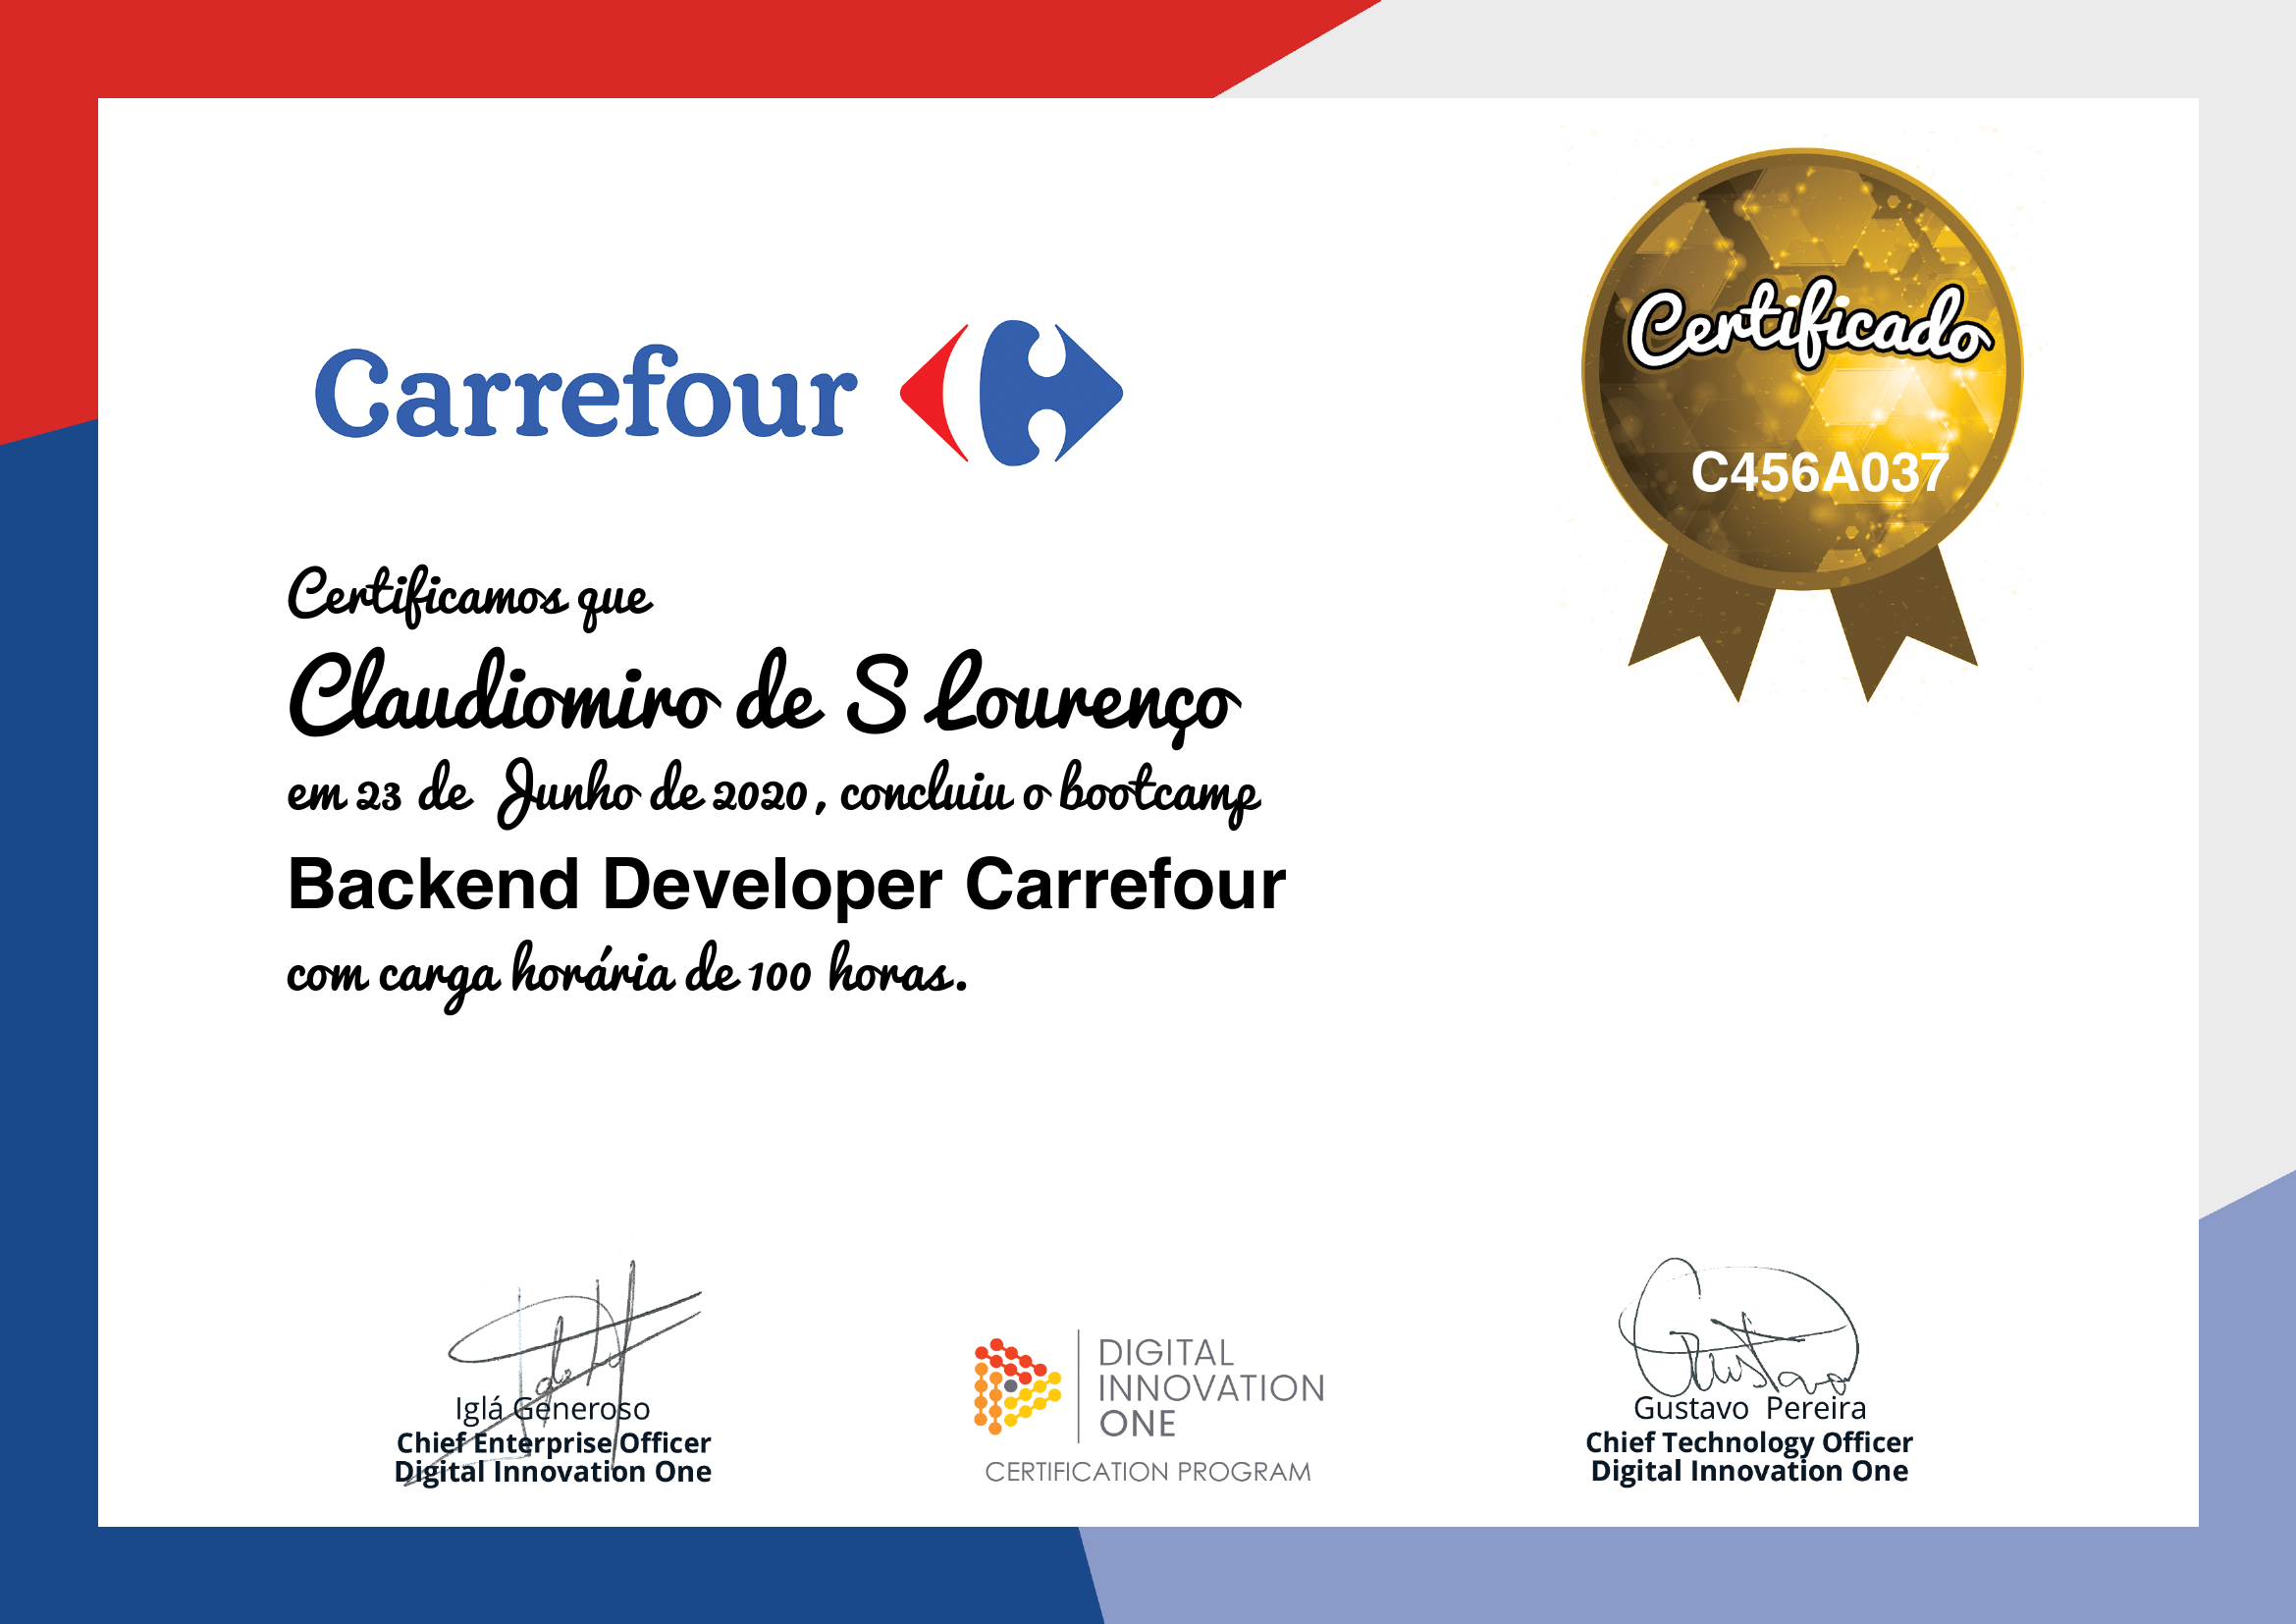 Carrefour
Certificado
C456A037
Certificamos que
Claudiomiro de S Lourenço
em 23 de Junho de 2020, concluiu o bootcamp
Backend Developer Carrefour
com carga horária de 100 horas.
Iglá Generoso
Chief Enterprise Officer
Digital Innovation One
DIGITAL
INNOVATION
ONE
CERTIFICATION PROGRAM
Gustavo Pereira
Chief Technology Officer
Digital Innovation One